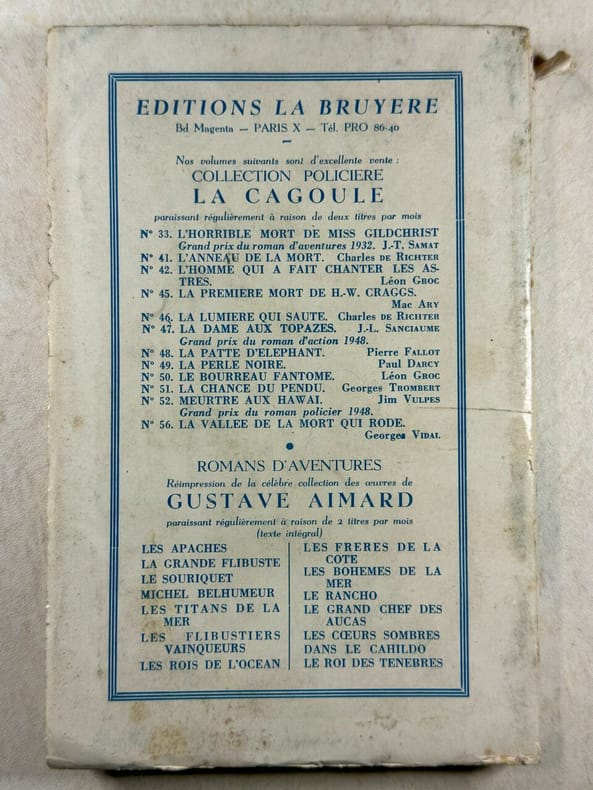 EDITIONS LA BRUYERE
Bd Magenta — PARIS X — Tél. PRO 86-40
Nos volumes suivants sont d'excellente vente :
COLLECTION POLICIERE
LA CAGOULE
paraissant régulièrement à raison de deux titres par mois
N° 33. L'HORRIBLE MORT DE MISS GILDCHRIST
Grand prix du roman d'aventures 1932. J.-T. SAMAT
N° 41. L'ANNEAU DE LA MORT. Charles DE RICHTER
N° 42. L'HOMME QUI A FAIT CHANTER LES AS-
TRES. Léon GROC
N° 45. LA PREMIERE MORT DE H.-W. CRAGGS.
Mac ARY
N° 46. LA LUMIERE QUI SAUTE. Charles DE RICHTER
N° 47. LA DAME AUX TOPAZES. J.-L. SANCIAUME
Grand prix du roman d'action 1948.
N° 48. LA PATTE D'ELEPHANT. Pierre FALLOT
N° 49. LA PERLE NOIRE. Paul DARCY
N° 50. LE BOURREAU FANTOME. Léon GROC
N° 51. LA CHANCE DU PENDU. Georges TROMBERT
N° 52. MEURTRE AUX HAWAI. Jim VULPES
Grand prix du roman policier 1948.
N° 56. LA VALLEE DE LA MORT QUI RODE.
Georges VIDAL
ROMANS D'AVENTURES
Réimpression de la célèbre collection des œuvres de
GUSTAVE AIMARD
paraissant régulièrement à raison de 2 titres par mois
(texte intégral)
LES APACHES
LA GRANDE FLIBUSTE
LE SOURIQUET
MICHEL BELHUMEUR
LES TITANS DE LA
MER
LES FLIBUSTIERS
VAINQUEURS
LES ROIS DE L'OCEAN
LES FRERES DE LA
COTE
LES BOHEMES DE LA
MER
LE RANCHO
LE GRAND CHEF DES
AUCAS
LES CŒURS SOMBRES
DANS LE CAHILDO
LE ROI DES TENEBRES